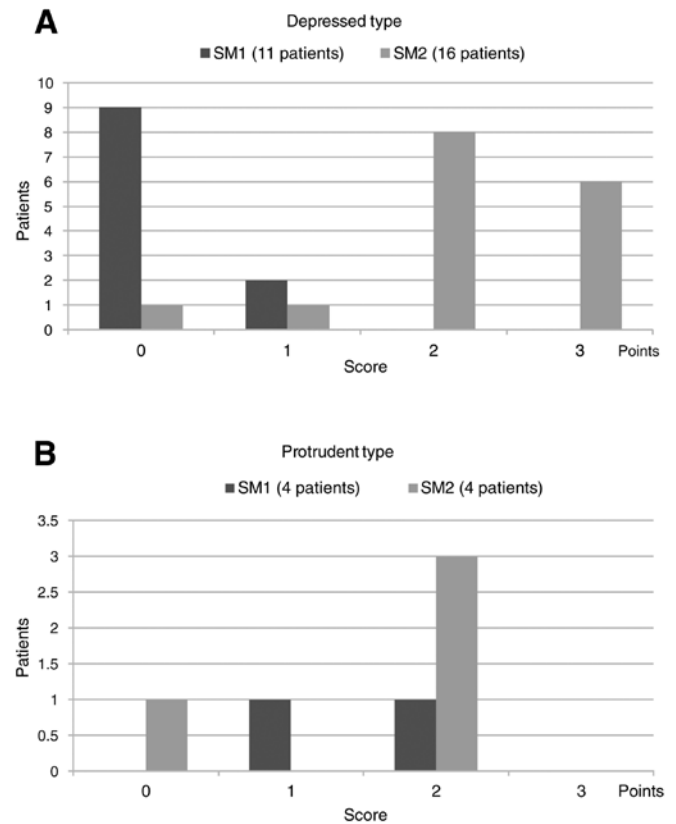 A
Depressed type
SM1 (11 patients) SM2 (16 patients)
10
9
8
7
6
5
4
3
2
1
0
Patients
0 1 2 3 Points
Score
B
Protrudent type
SM1 (4 patients) SM2 (4 patients)
3.5
3
2.5
2
1.5
1
0.5
0
Patients
0 1 2 3 Points
Score